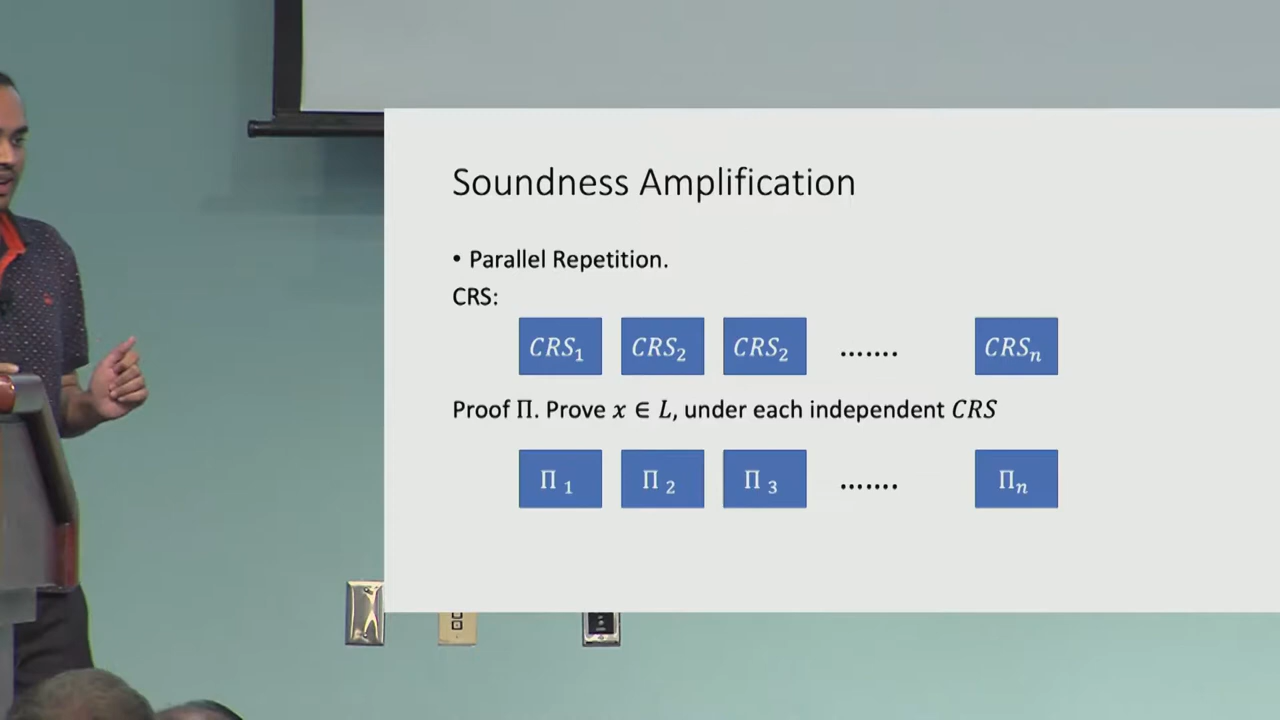 Soundness Amplification
• Parallel Repetition.
CRS:
CRS₁ CRS₂ CRS₂ ....... CRSₙ
Proof Π. Prove x ∈ L, under each independent CRS
Π ₁ Π ₂ Π ₃ ....... Πₙ